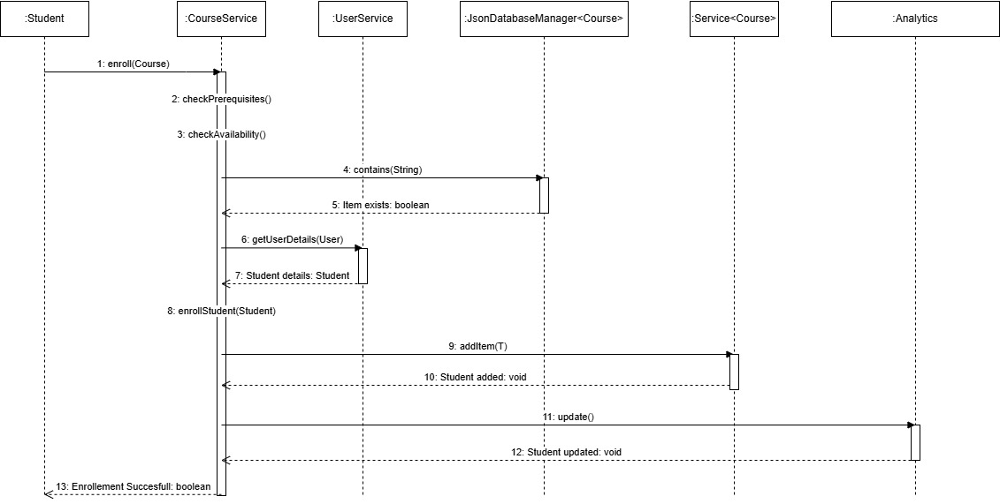 :Student
:CourseService
:UserService
:JsonDatabaseManager<Course>
:Service<Course>
:Analytics
1: enroll(Course)
2: checkPrerequisites()
3: checkAvailability()
4: contains(String)
5: Item exists: boolean
6: getUserDetails(User)
7: Student details: Student
8: enrollStudent(Student)
9: addItem(T)
10: Student added: void
11: update()
12: Student updated: void
13: Enrollement Succesfull: boolean